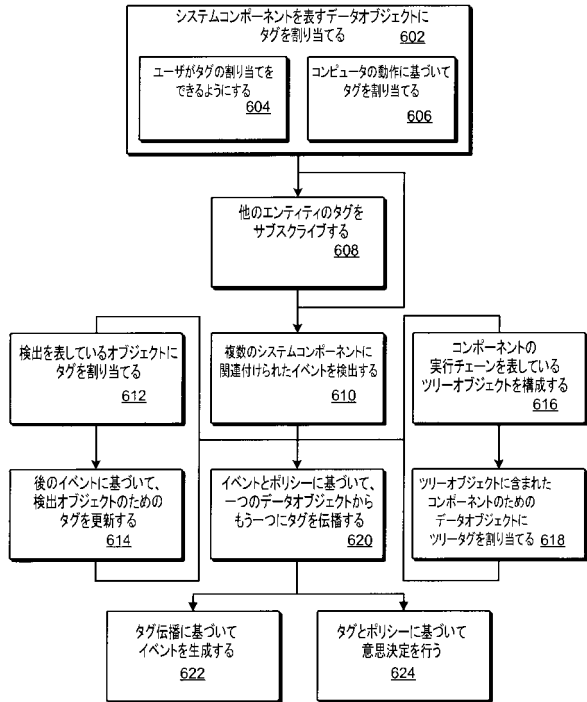 システムコンポーネントを表すデータオブジェクトに
タグを割り当てる 602
ユーザがタグの割り当てを
できるようにする
604
コンピュータの動作に基づいて
タグを割り当てる
606
他のエンティティのタグを
サブスクライブする
608
検出を表しているオブジェクトに
タグを割り当てる
612
複数のシステムコンポーネントに
関連付けられたイベントを検出する
610
コンポーネントの
実行チェーンを表している
ツリーオブジェクトを構成する
616
後のイベントに基づいて、
検出オブジェクトのための
タグを更新する
614
イベントとポリシーに基づいて、
一つのデータオブジェクトから
もう一つにタグを伝播する
620
ツリーオブジェクトに含まれた
コンポーネントのための
データオブジェクトに
ツリータグを割り当てる 618
タグ伝播に基づいて
イベントを生成する
622
タグとポリシーに基づいて
意思決定を行う
624